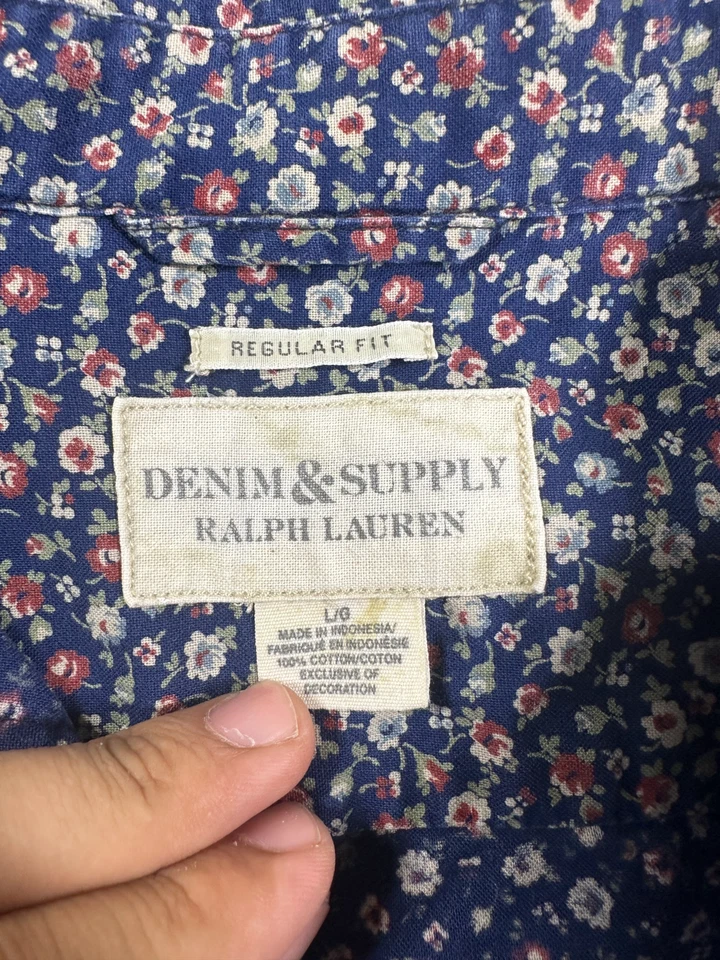 REGULAR FIT
DENIM & SUPPLY
RALPH LAUREN
L/G
MADE IN INDONESIA/
FABRIQUÉ EN INDONÉSIE
100% COTTON/COTON
EXCLUSIVE OF
DECORATION